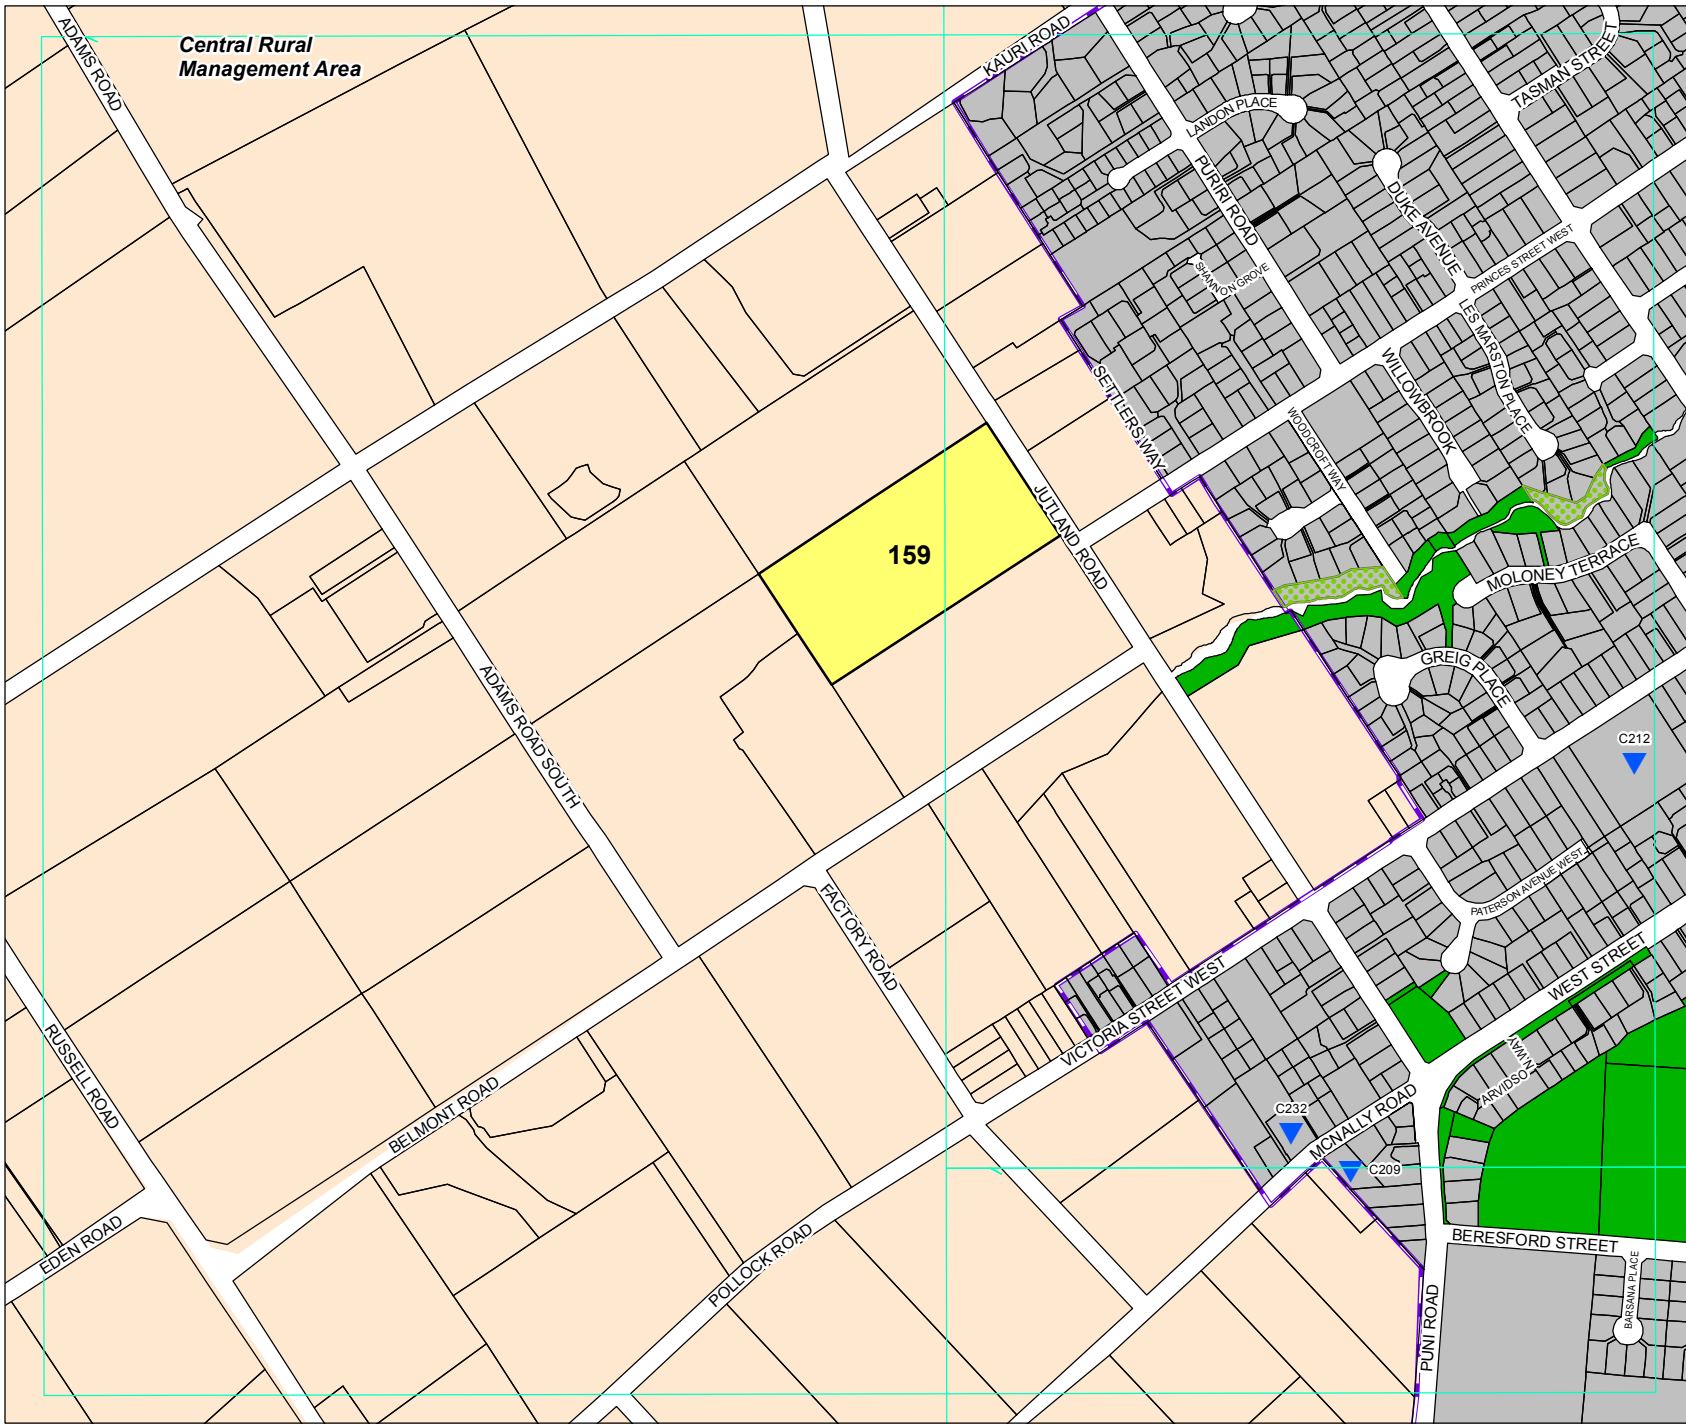 ADAMS ROAD
Central Rural
Management Area
KAURI ROAD
TASMAN STREET
LANDON PLACE
PURIRI ROAD
DUKE AVENUE
SHANNON GROVE
PRINCES STREET WEST
LES MARSTON PLACE
WILLOWBROOK
SETTLERS WAY
WOODCROFT WAY
JUTLAND ROAD
159
MOLONEY TERRACE
GREIG PLACE
ADAMS ROAD SOUTH
C212
PATERSON AVENUE WEST
FACTORY ROAD
WEST STREET
VICTORIA STREET WEST
ARVIDSON WAY
RUSSELL ROAD
BELMONT ROAD
C232
MCNALLY ROAD
C209
EDEN ROAD
POLLOCK ROAD
BERESFORD STREET
BARSANA PLACE
PUNI ROAD